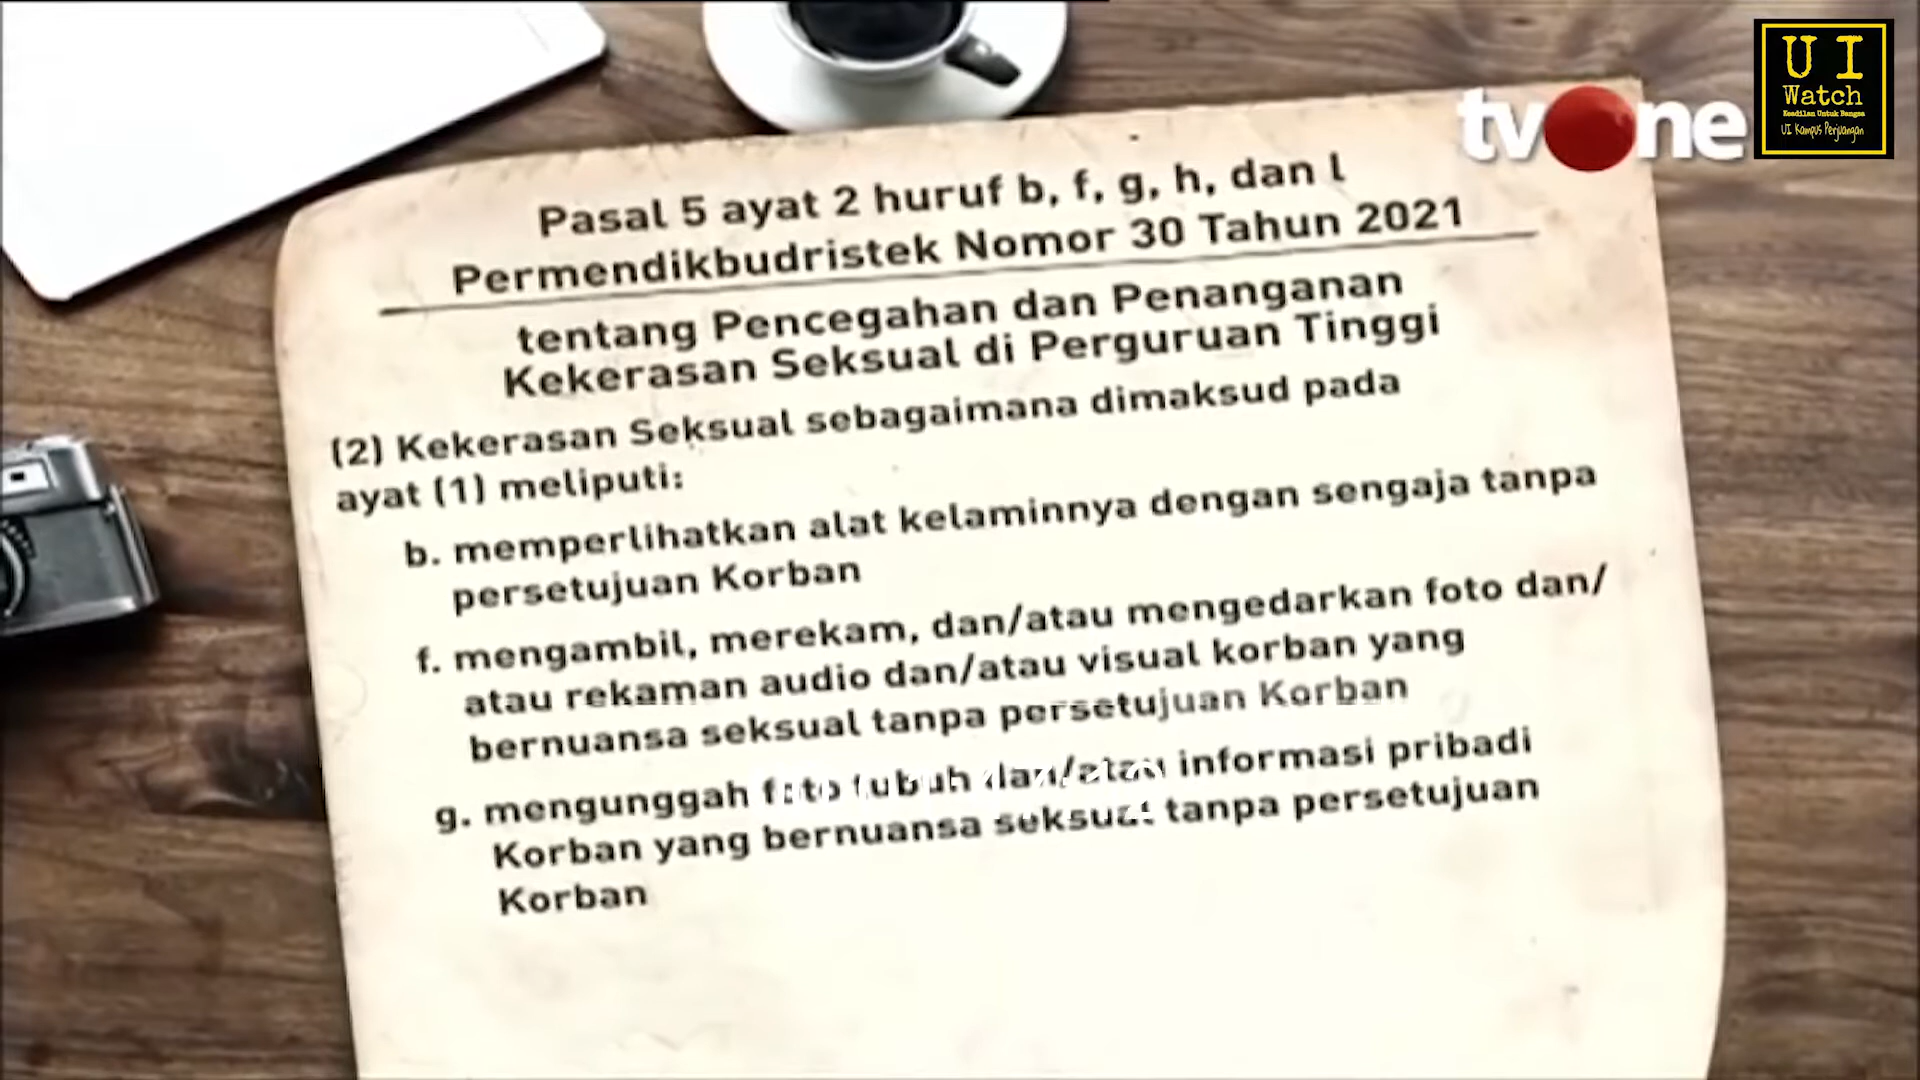 tvOne
UI
Watch
Keadilan Untuk Bangsa
UI Kampus Perjuangan
Pasal 5 ayat 2 huruf b, f, g, h, dan l
Permendikbudristek Nomor 30 Tahun 2021
tentang Pencegahan dan Penanganan
Kekerasan Seksual di Perguruan Tinggi
(2) Kekerasan Seksual sebagaimana dimaksud pada
ayat (1) meliputi:
b. memperlihatkan alat kelaminnya dengan sengaja tanpa
persetujuan Korban
f. mengambil, merekam, dan/atau mengedarkan foto dan/
atau rekaman audio dan/atau visual korban yang
bernuansa seksual tanpa persetujuan Korban
g. mengunggah foto tubuh dan/atau informasi pribadi
Korban yang bernuansa seksual tanpa persetujuan
Korban